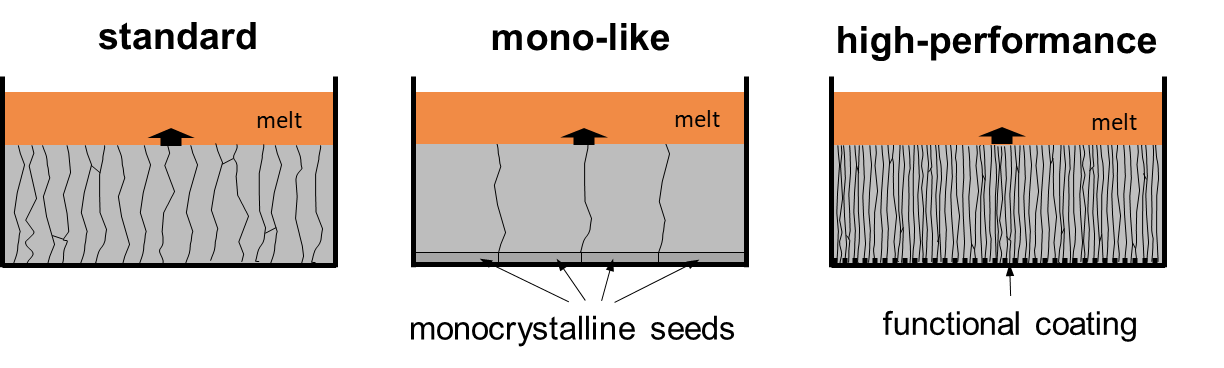 standard
mono-like
high-performance
melt
melt
melt
monocrystalline seeds
functional coating